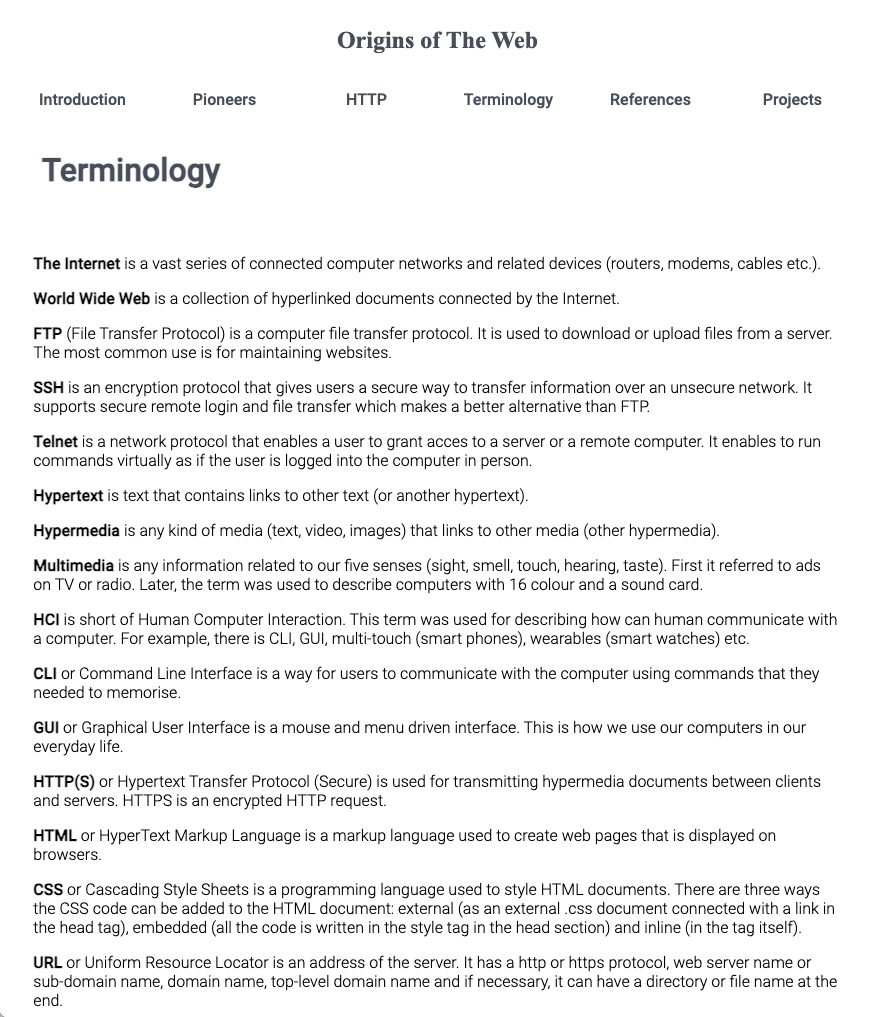 Origins of The Web
Introduction Pioneers HTTP Terminology References Projects
Terminology
The Internet is a vast series of connected computer networks and related devices (routers, modems, cables etc.).
World Wide Web is a collection of hyperlinked documents connected by the Internet.
FTP (File Transfer Protocol) is a computer file transfer protocol. It is used to download or upload files from a server.
The most common use is for maintaining websites.
SSH is an encryption protocol that gives users a secure way to transfer information over an unsecure network. It
supports secure remote login and file transfer which makes a better alternative than FTP.
Telnet is a network protocol that enables a user to grant acces to a server or a remote computer. It enables to run
commands virtually as if the user is logged into the computer in person.
Hypertext is text that contains links to other text (or another hypertext).
Hypermedia is any kind of media (text, video, images) that links to other media (other hypermedia).
Multimedia is any information related to our five senses (sight, smell, touch, hearing, taste). First it referred to ads
on TV or radio. Later, the term was used to describe computers with 16 colour and a sound card.
HCI is short of Human Computer Interaction. This term was used for describing how can human communicate with
a computer. For example, there is CLI, GUI, multi-touch (smart phones), wearables (smart watches) etc.
CLI or Command Line Interface is a way for users to communicate with the computer using commands that they
needed to memorise.
GUI or Graphical User Interface is a mouse and menu driven interface. This is how we use our computers in our
everyday life.
HTTP(S) or Hypertext Transfer Protocol (Secure) is used for transmitting hypermedia documents between clients
and servers. HTTPS is an encrypted HTTP request.
HTML or HyperText Markup Language is a markup language used to create web pages that is displayed on
browsers.
CSS or Cascading Style Sheets is a programming language used to style HTML documents. There are three ways
the CSS code can be added to the HTML document: external (as an external .css document connected with a link in
the head tag), embedded (all the code is written in the style tag in the head section) and inline (in the tag itself).
URL or Uniform Resource Locator is an address of the server. It has a http or https protocol, web server name or
sub-domain name, domain name, top-level domain name and if necessary, it can have a directory or file name at the
end.